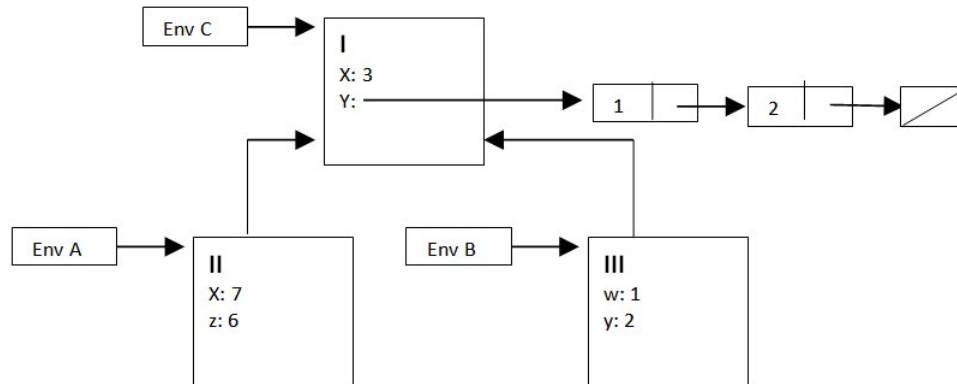 Env C
I
X: 3
Y:
1
2
Env A
II
X: 7
z: 6
Env B
III
w: 1
y: 2